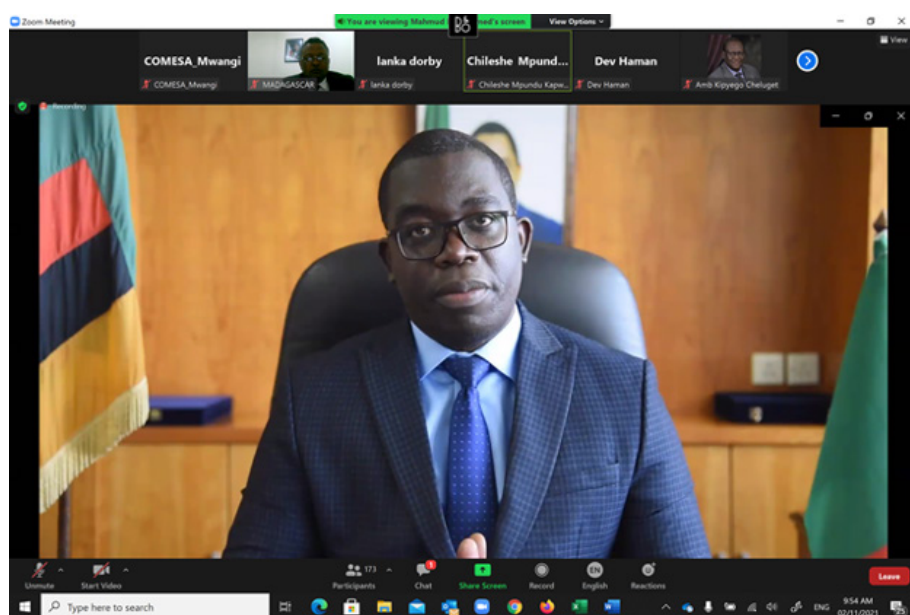 Zoom Meeting
You are viewing Mahmud
med's screen
View Options
View
COMESA_Mwangi
lanka dorby
Chileshe Mpund...
Dev Haman
COMESA_Mwangi
MADAGASCAR
lanka dorby
Chileshe Mpundu Kapw...
Dev Haman
Amb Kipyego Cheluget
Recording
173
1
EN
Unmute
Start Video
Participants
Chat
Share Screen
Record
English
Reactions
Leave
Type here to search
ENG
9:54 AM
02/11/2021